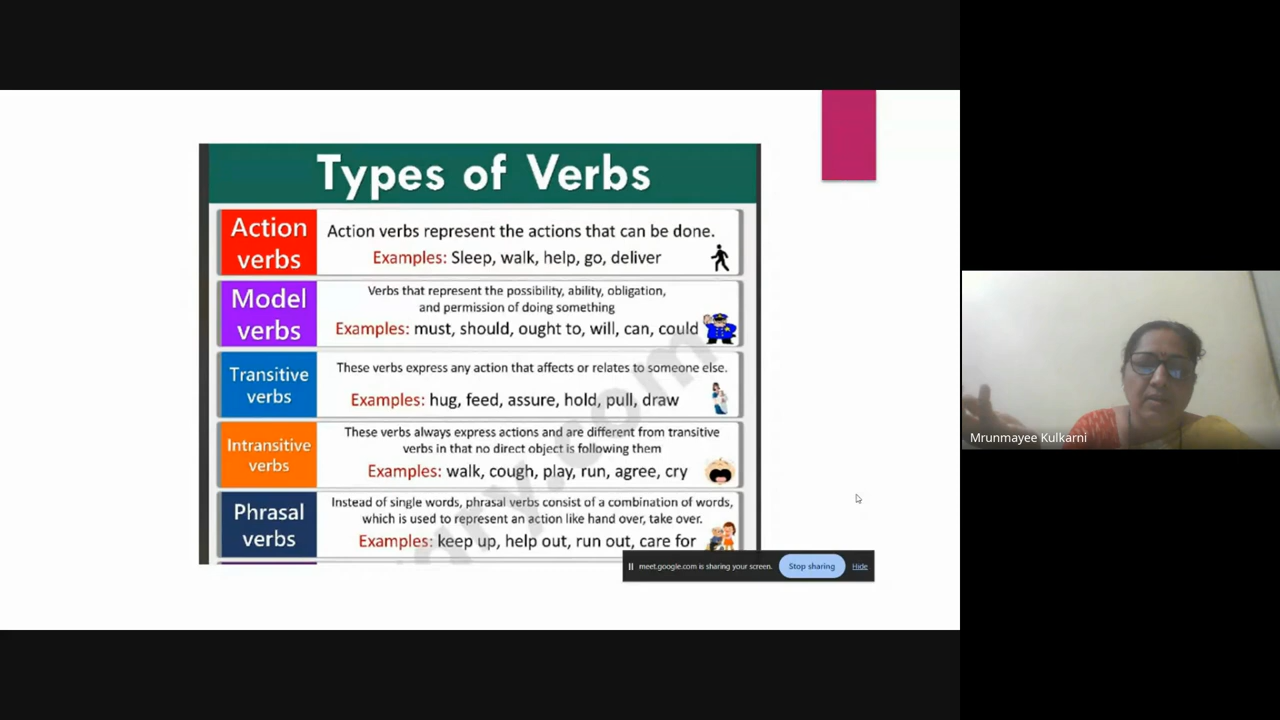 Types of Verbs
Action
verbs
Action verbs represent the actions that can be done.
Examples: Sleep, walk, help, go, deliver
Model
verbs
Verbs that represent the possibility, ability, obligation,
and permission of doing something
Examples: must, should, ought to, will, can, could
Transitive
verbs
These verbs express any action that affects or relates to someone else.
Examples: hug, feed, assure, hold, pull, draw
Intransitive
verbs
These verbs always express actions and are different from transitive
verbs in that no direct object is following them
Examples: walk, cough, play, run, agree, cry
Phrasal
verbs
Instead of single words, phrasal verbs consist of a combination of words,
which is used to represent an action like hand over, take over.
Examples: keep up, help out, run out, care for
meet.google.com is sharing your screen.
Stop sharing
Hide
Mrunmayee Kulkarni